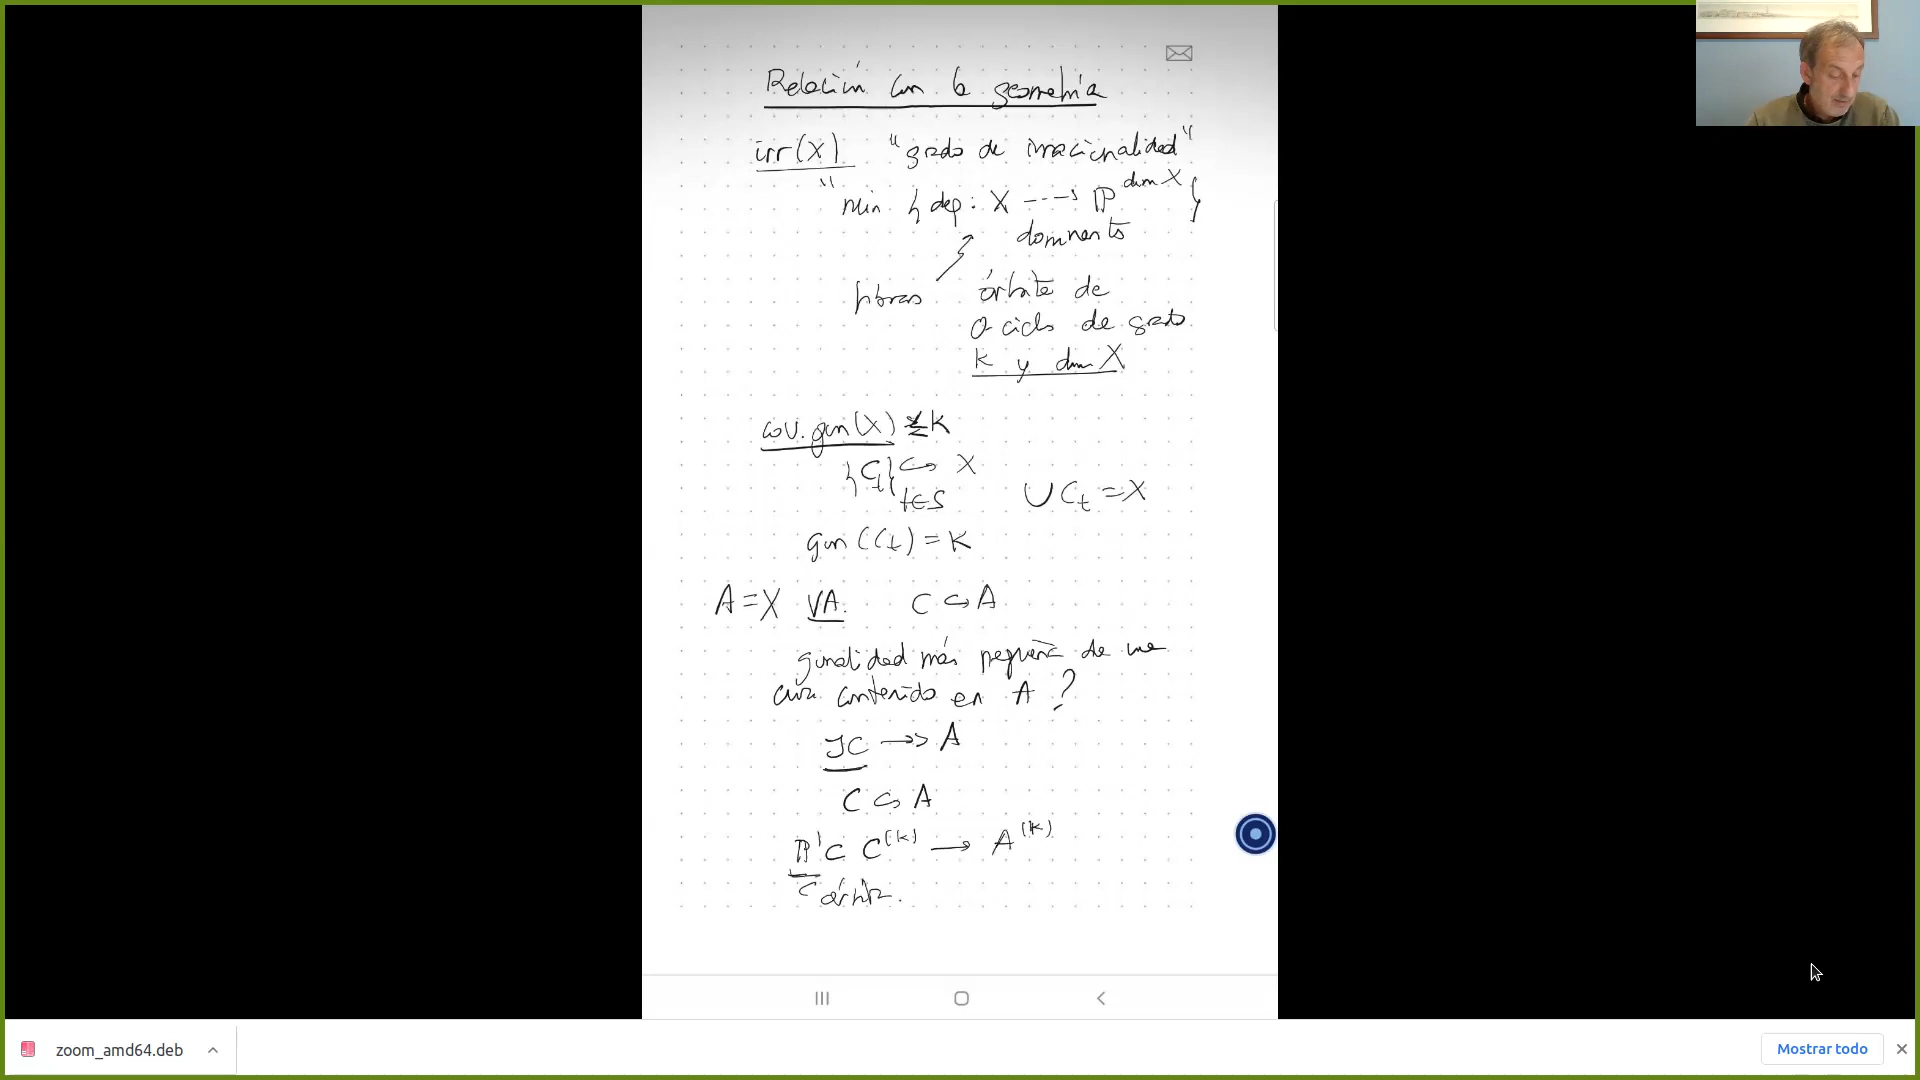 Relación con la geometría
irr(X) "grado de irracionalidad"
"
min { deg: X ---> ℙ^dim X }
dominante
fibras órbita de
0-ciclo de grado
k y dim X
cov. gon(X) ≤ k
{C_t} ↪ X
t∈S ∪ C_t = X
gon(C_t) = k
A = X VA. C ↪ A
gonalidad más pequeña de una
curva contenida en A?
JC →> A
C ↪ A
ℙ¹ ⊂ C^(k) → A^(k)
⊂ órbita.
zoom_amd64.deb
Mostrar todo